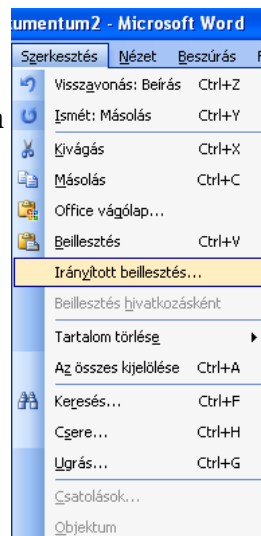 umentum2 - Microsoft Word
Szerkesztés Nézet Beszúrás F
Visszavonás: Beírás Ctrl+Z
Ismét: Másolás Ctrl+Y
Kivágás Ctrl+X
Másolás Ctrl+C
Office vágólap...
Beillesztés Ctrl+V
Irányított beillesztés...
Beillesztés hivatkozásként
Tartalom törlése
Az összes kijelölése Ctrl+A
Keresés... Ctrl+F
Csere... Ctrl+H
Ugrás... Ctrl+G
Csatolások...
Objektum